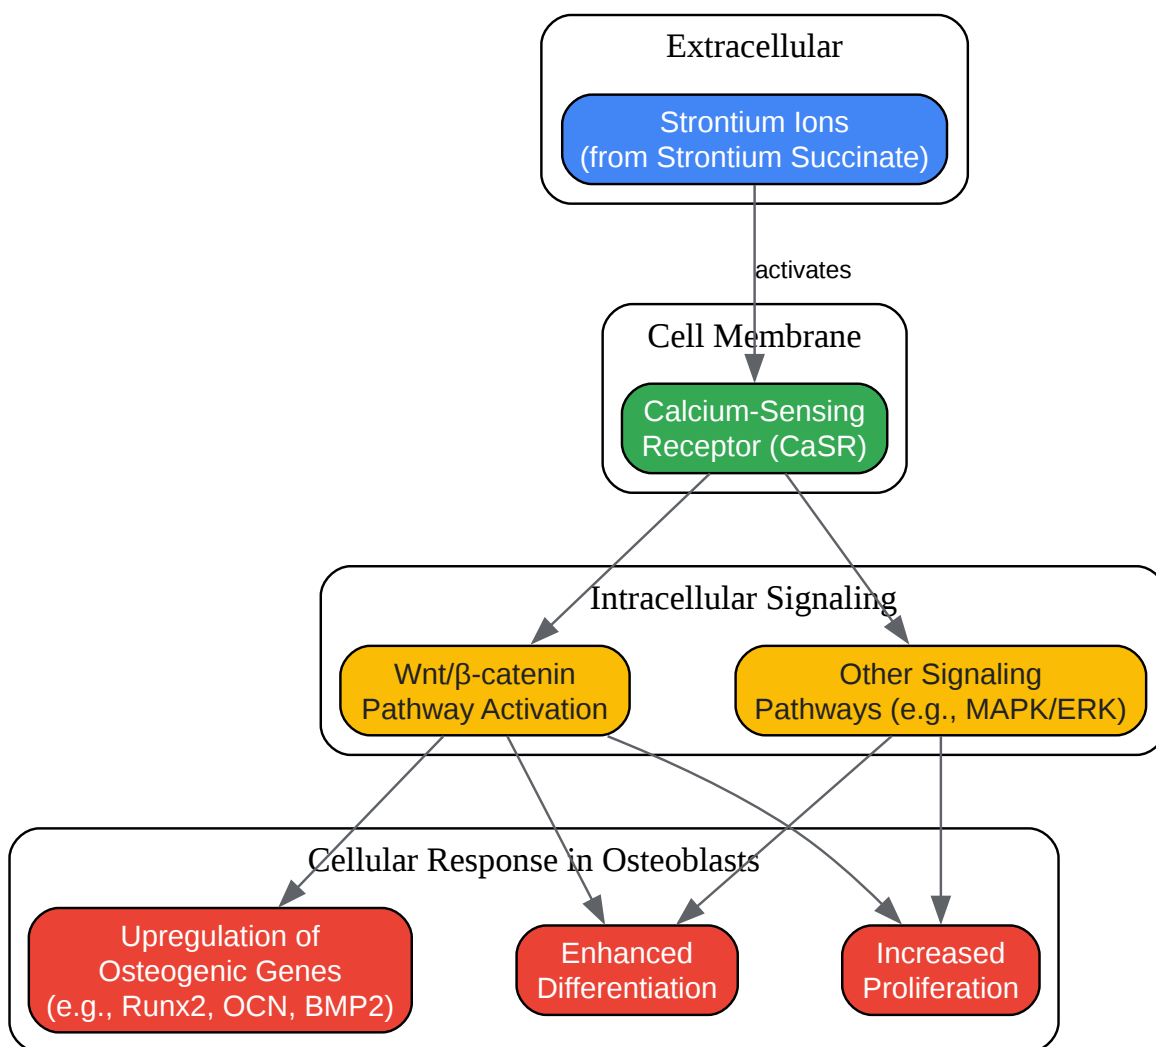 Extracellular
Strontium Ions
(from Strontium Succinate)
activates
Cell Membrane
Calcium-Sensing
Receptor (CaSR)
Intracellular Signaling
Wnt/β-catenin
Pathway Activation
Other Signaling
Pathways (e.g., MAPK/ERK)
Cellular Response in Osteoblasts
Upregulation of
Osteogenic Genes
(e.g., Runx2, OCN, BMP2)
Enhanced
Differentiation
Increased
Proliferation